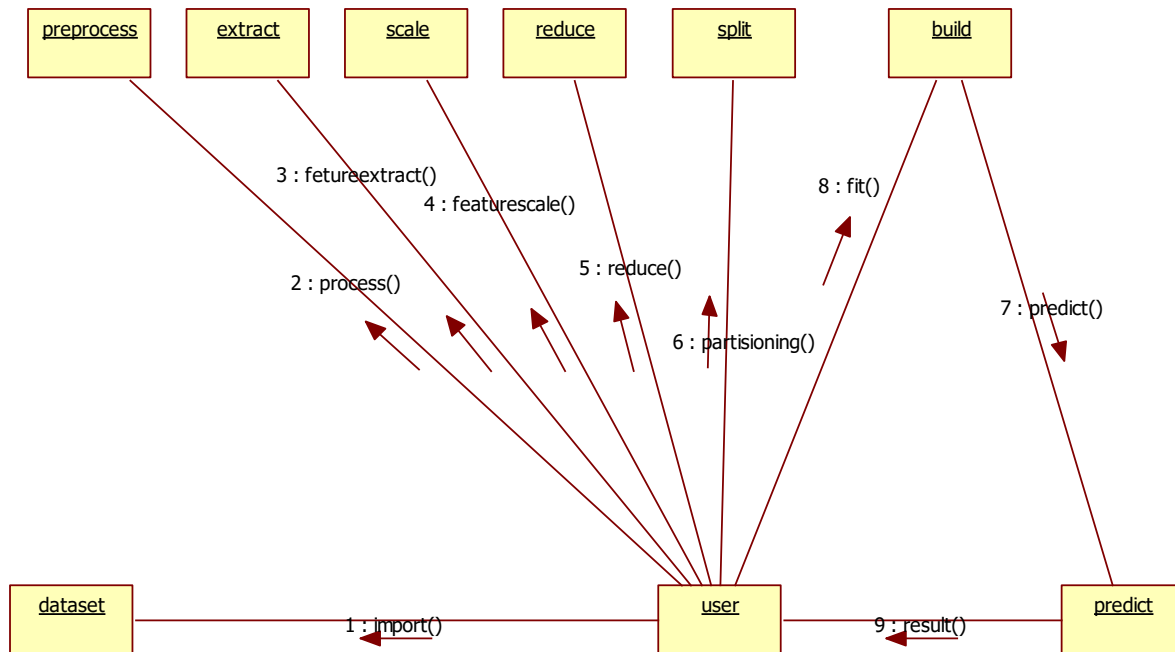 preprocess
extract
scale
reduce
split
build
3 : fetureextract()
8 : fit()
4 : featurescale()
5 : reduce()
2 : process()
7 : predict()
6 : partisioning()
dataset
user
predict
1 : import()
9 : result()